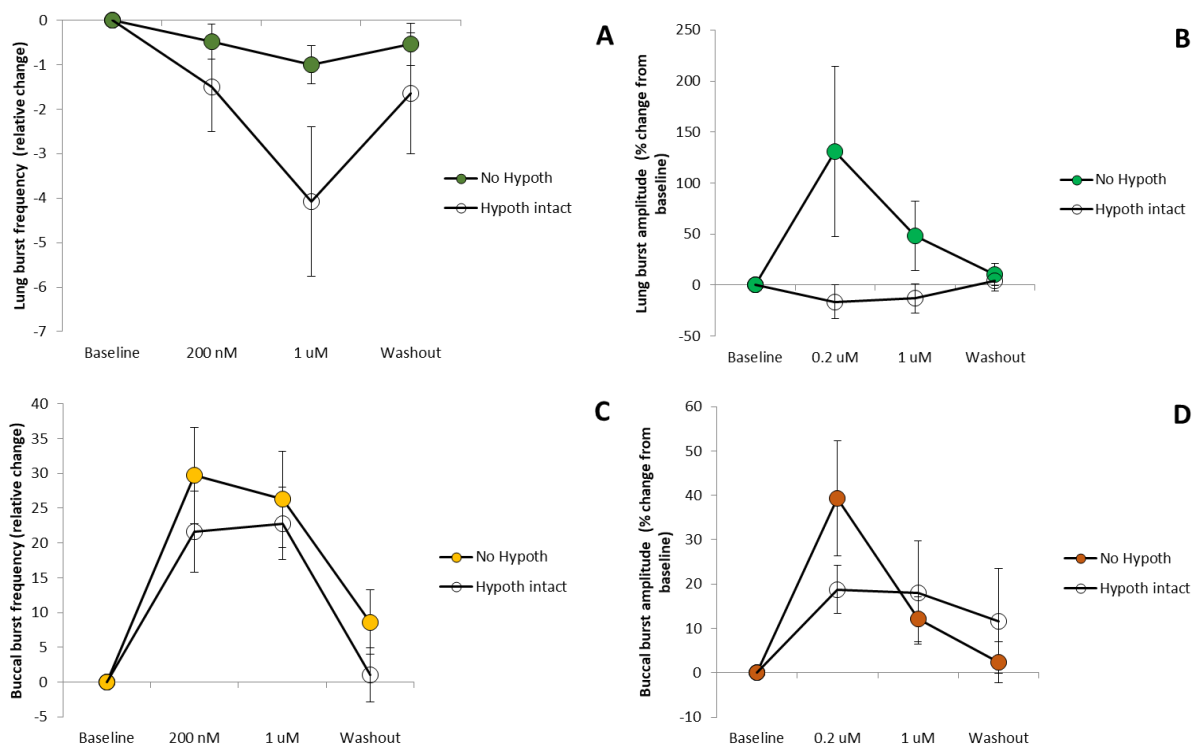 A
Lung burst frequency (relative change)
0
-1
-2
-3
-4
-5
-6
-7
Baseline 200 nM 1 uM Washout
No Hypoth
Hypoth intact
B
Lung burst amplitude (% change from
baseline)
250
200
150
100
50
0
-50
Baseline 0.2 uM 1 uM Washout
No Hypoth
Hypoth intact
C
Buccal burst frequency (relative change)
40
35
30
25
20
15
10
5
0
-5
Baseline 200 nM 1 uM Washout
No Hypoth
Hypoth intact
D
Buccal burst amplitude (% change from
baseline)
60
50
40
30
20
10
0
-10
Baseline 0.2 uM 1 uM Washout
No Hypoth
Hypoth intact